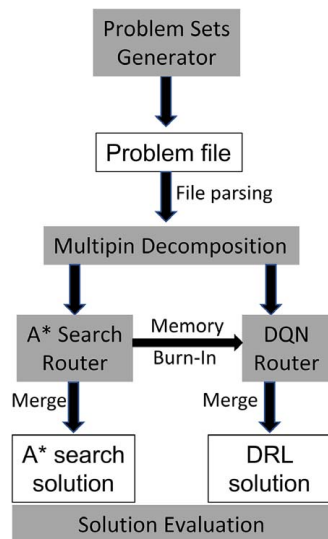 Problem Sets
Generator
Problem file
File parsing
Multipin Decomposition
A* Search
Router
Memory
Burn-In
DQN
Router
Merge
Merge
A* search
solution
DRL
solution
Solution Evaluation